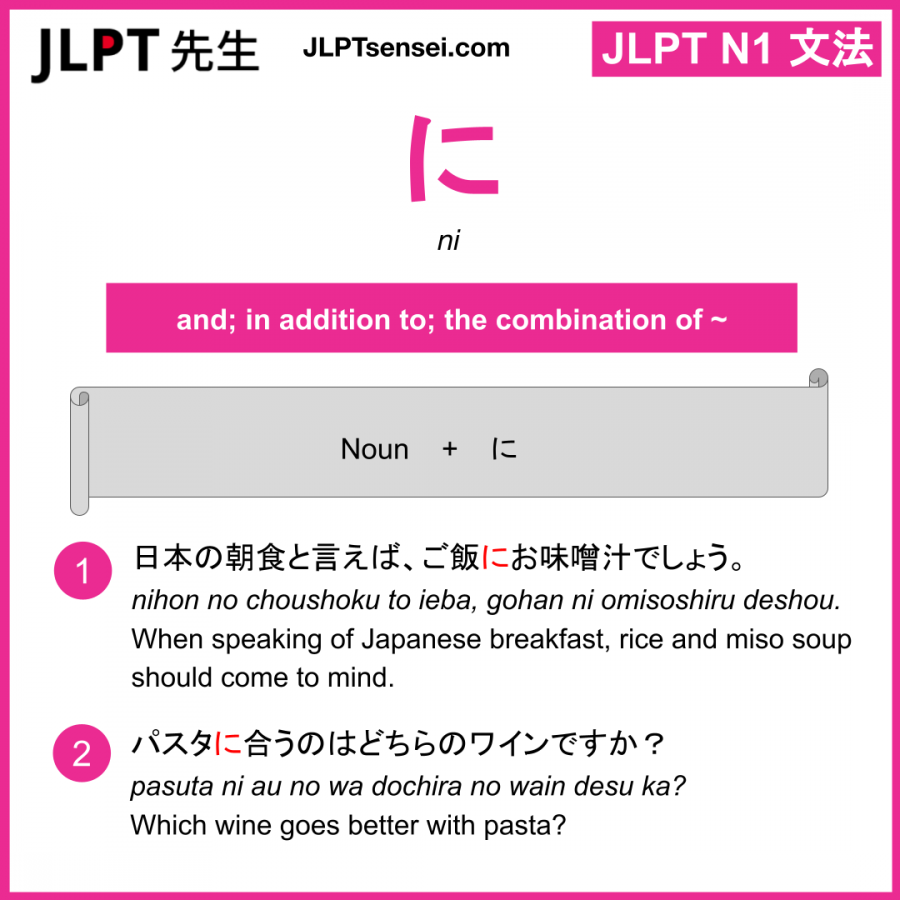 JLPT 先生
JLPTsensei.com
JLPT N1 文法
に
ni
and; in addition to; the combination of ~
Noun + に
1
日本の朝食と言えば、ご飯にお味噌汁でしょう。
nihon no choushoku to ieba, gohan ni omisoshiru deshou.
When speaking of Japanese breakfast, rice and miso soup
should come to mind.
2
パスタに合うのはどちらのワインですか？
pasuta ni au no wa dochira no wain desu ka?
Which wine goes better with pasta?